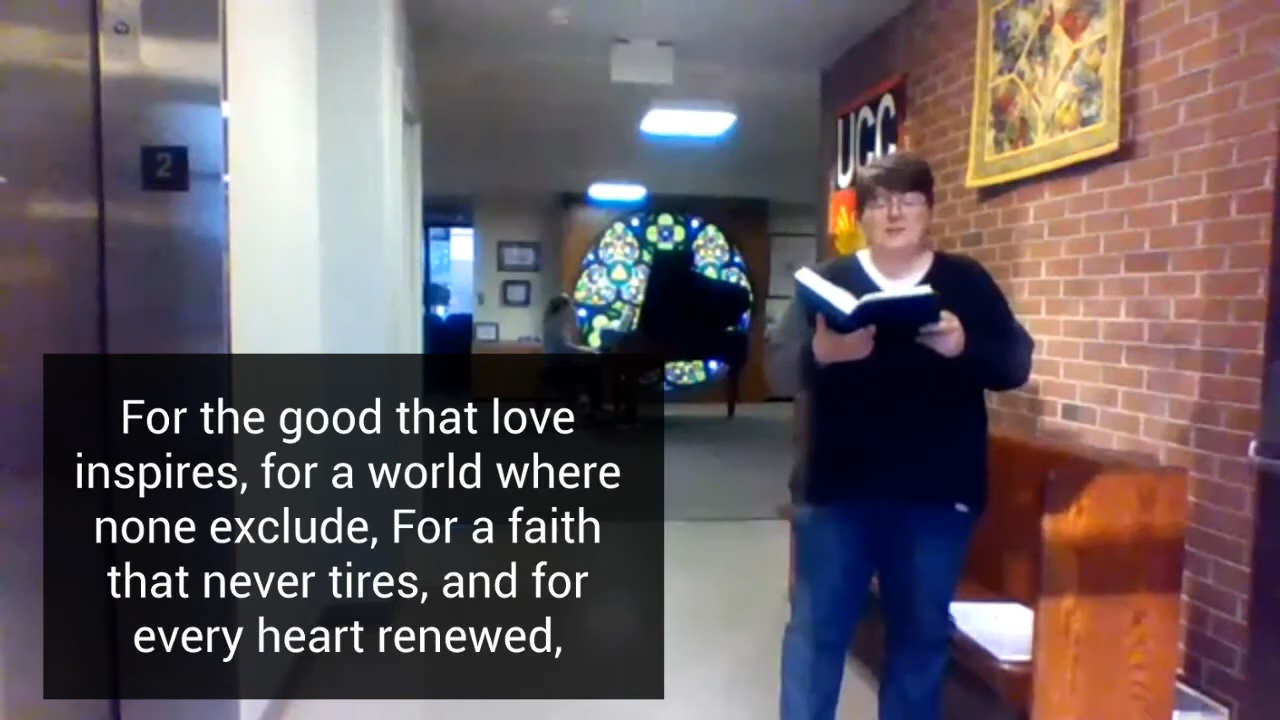 2
UCC
For the good that love
inspires, for a world where
none exclude, For a faith
that never tires, and for
every heart renewed,